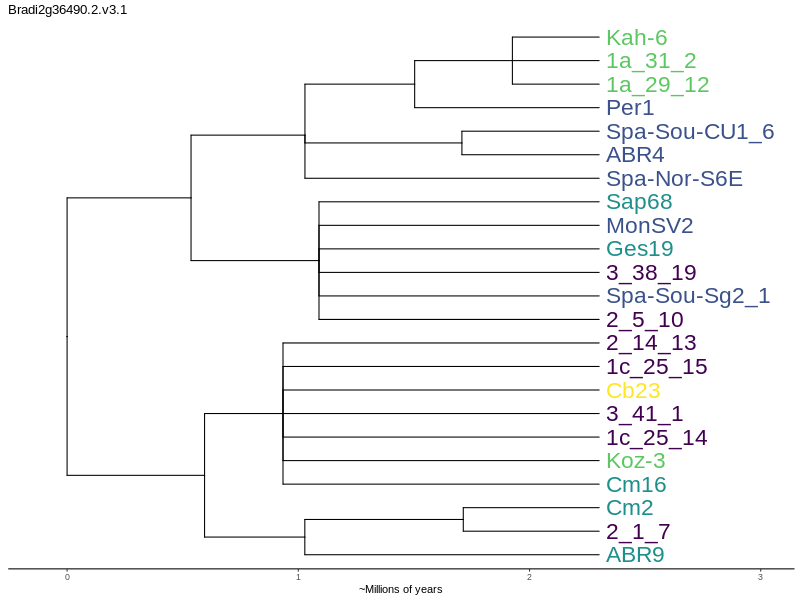 Bradi2g36490.2.v3.1
Kah-6
1a_31_2
1a_29_12
Per1
Spa-Sou-CU1_6
ABR4
Spa-Nor-S6E
Sap68
MonSV2
Ges19
3_38_19
Spa-Sou-Sg2_1
2_5_10
2_14_13
1c_25_15
Cb23
3_41_1
1c_25_14
Koz-3
Cm16
Cm2
2_1_7
ABR9
0 1 2 3
~Millions of years